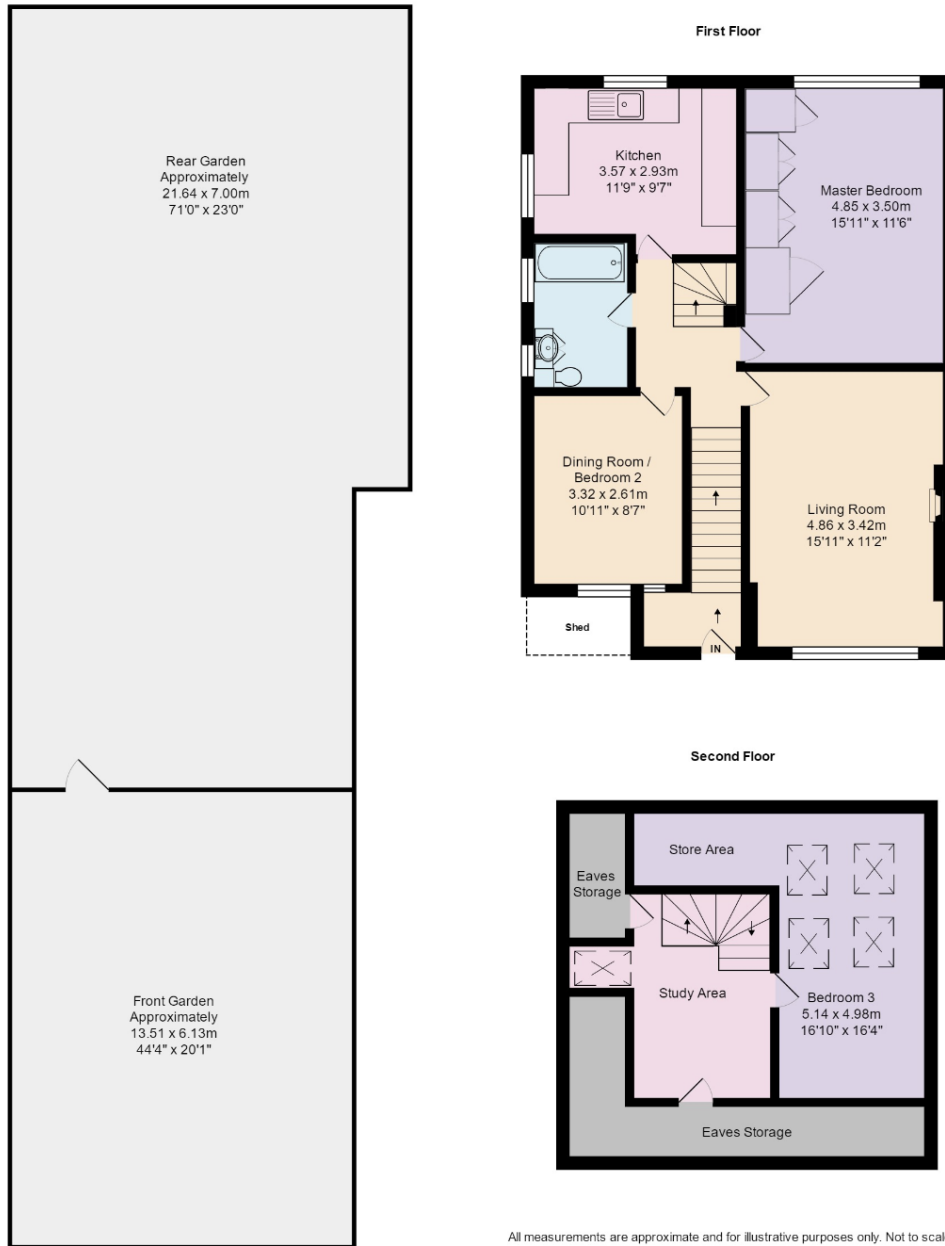 Rear Garden
Approximately
21.64 x 7.00m
71'0" x 23'0"
Front Garden
Approximately
13.51 x 6.13m
44'4" x 20'1"
First Floor
Kitchen
3.57 x 2.93m
11'9" x 9'7"
Master Bedroom
4.85 x 3.50m
15'11" x 11'6"
Dining Room /
Bedroom 2
3.32 x 2.61m
10'11" x 8'7"
Living Room
4.86 x 3.42m
15'11" x 11'2"
Shed
IN
Second Floor
Store Area
Eaves
Storage
Study Area
Bedroom 3
5.14 x 4.98m
16'10" x 16'4"
Eaves Storage
All measurements are approximate and for illustrative purposes only. Not to scal